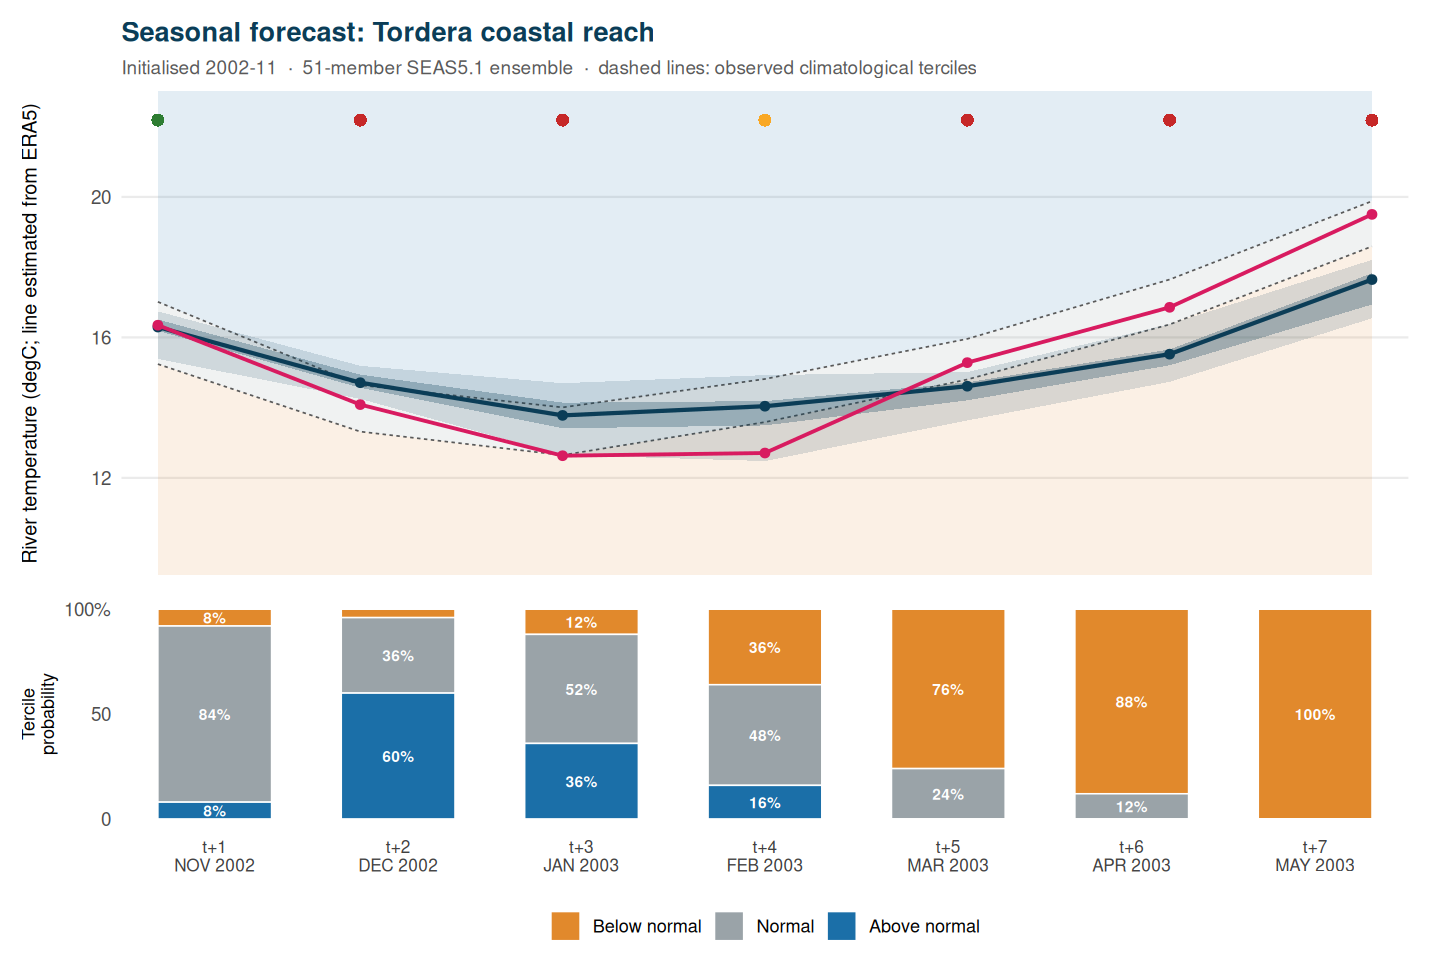 Seasonal forecast: Tordera coastal reach
Initialised 2002-11 · 51-member SEAS5.1 ensemble · dashed lines: observed climatological terciles
River temperature (degC; line estimated from ERA5)
20
16
12
Tercile
probability
100%
50
0
8%
84%
8%
36%
60%
12%
52%
36%
36%
48%
16%
76%
24%
88%
12%
100%
t+1
NOV 2002
t+2
DEC 2002
t+3
JAN 2003
t+4
FEB 2003
t+5
MAR 2003
t+6
APR 2003
t+7
MAY 2003
Below normal
Normal
Above normal